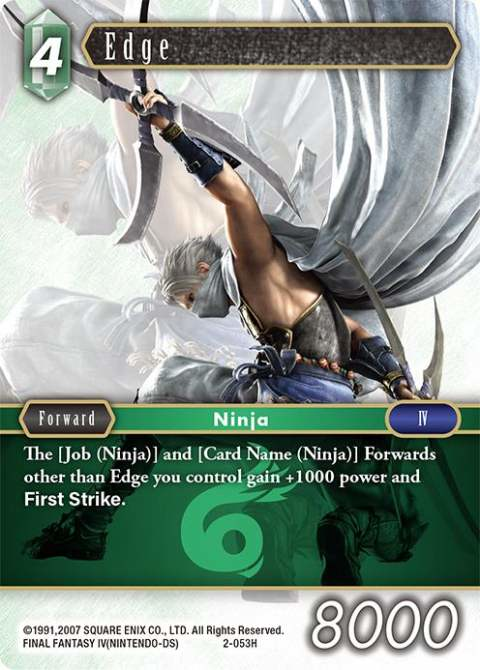 4
Edge
Forward
Ninja
IV
The [Job (Ninja)] and [Card Name (Ninja)] Forwards
other than Edge you control gain +1000 power and
First Strike.
©1991,2007 SQUARE ENIX CO., LTD. All Rights Reserved.
FINAL FANTASY IV(NINTENDO-DS) 2-053H
8000